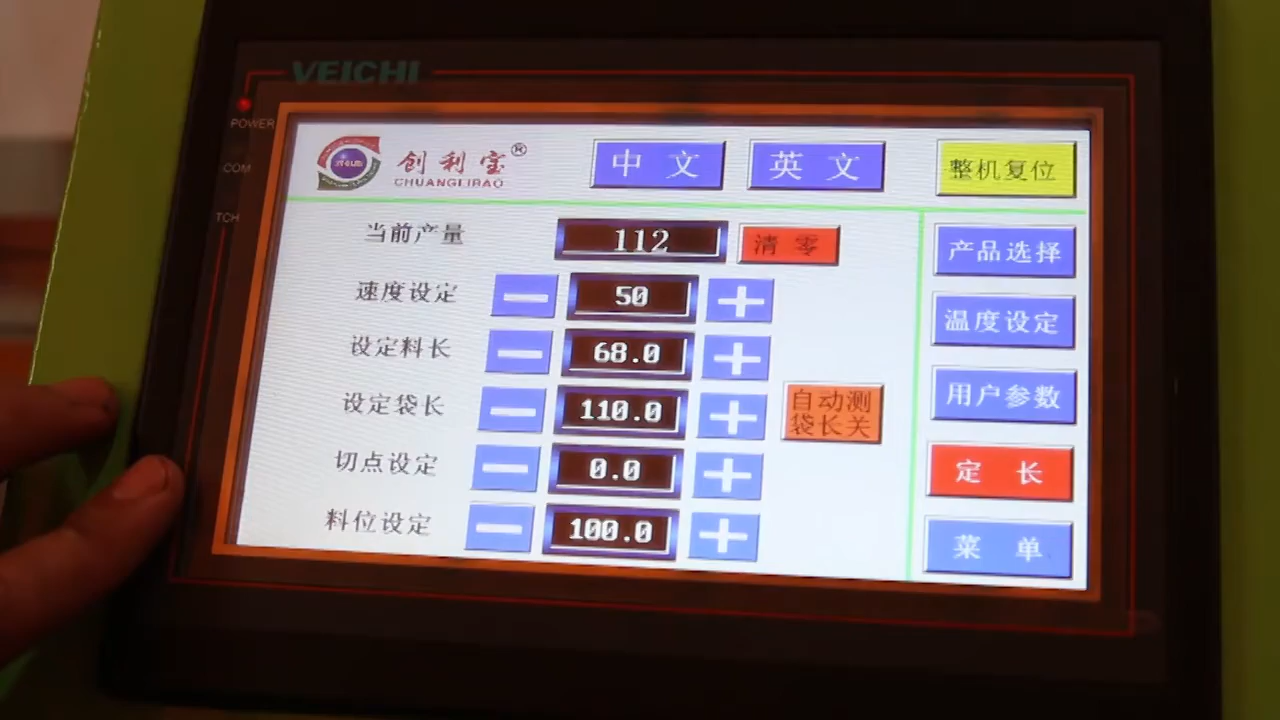 VEICHI
POWER
COM
TCH
创利宝®
CHUANGLIBAO
中 文
英 文
整机复位
当前产量 112 清 零
产品选择
速度设定 50
温度设定
设定料长 68.0
用户参数
设定袋长 110.0 自动测袋长关
切点设定 0.0
定 长
料位设定 100.0
菜 单